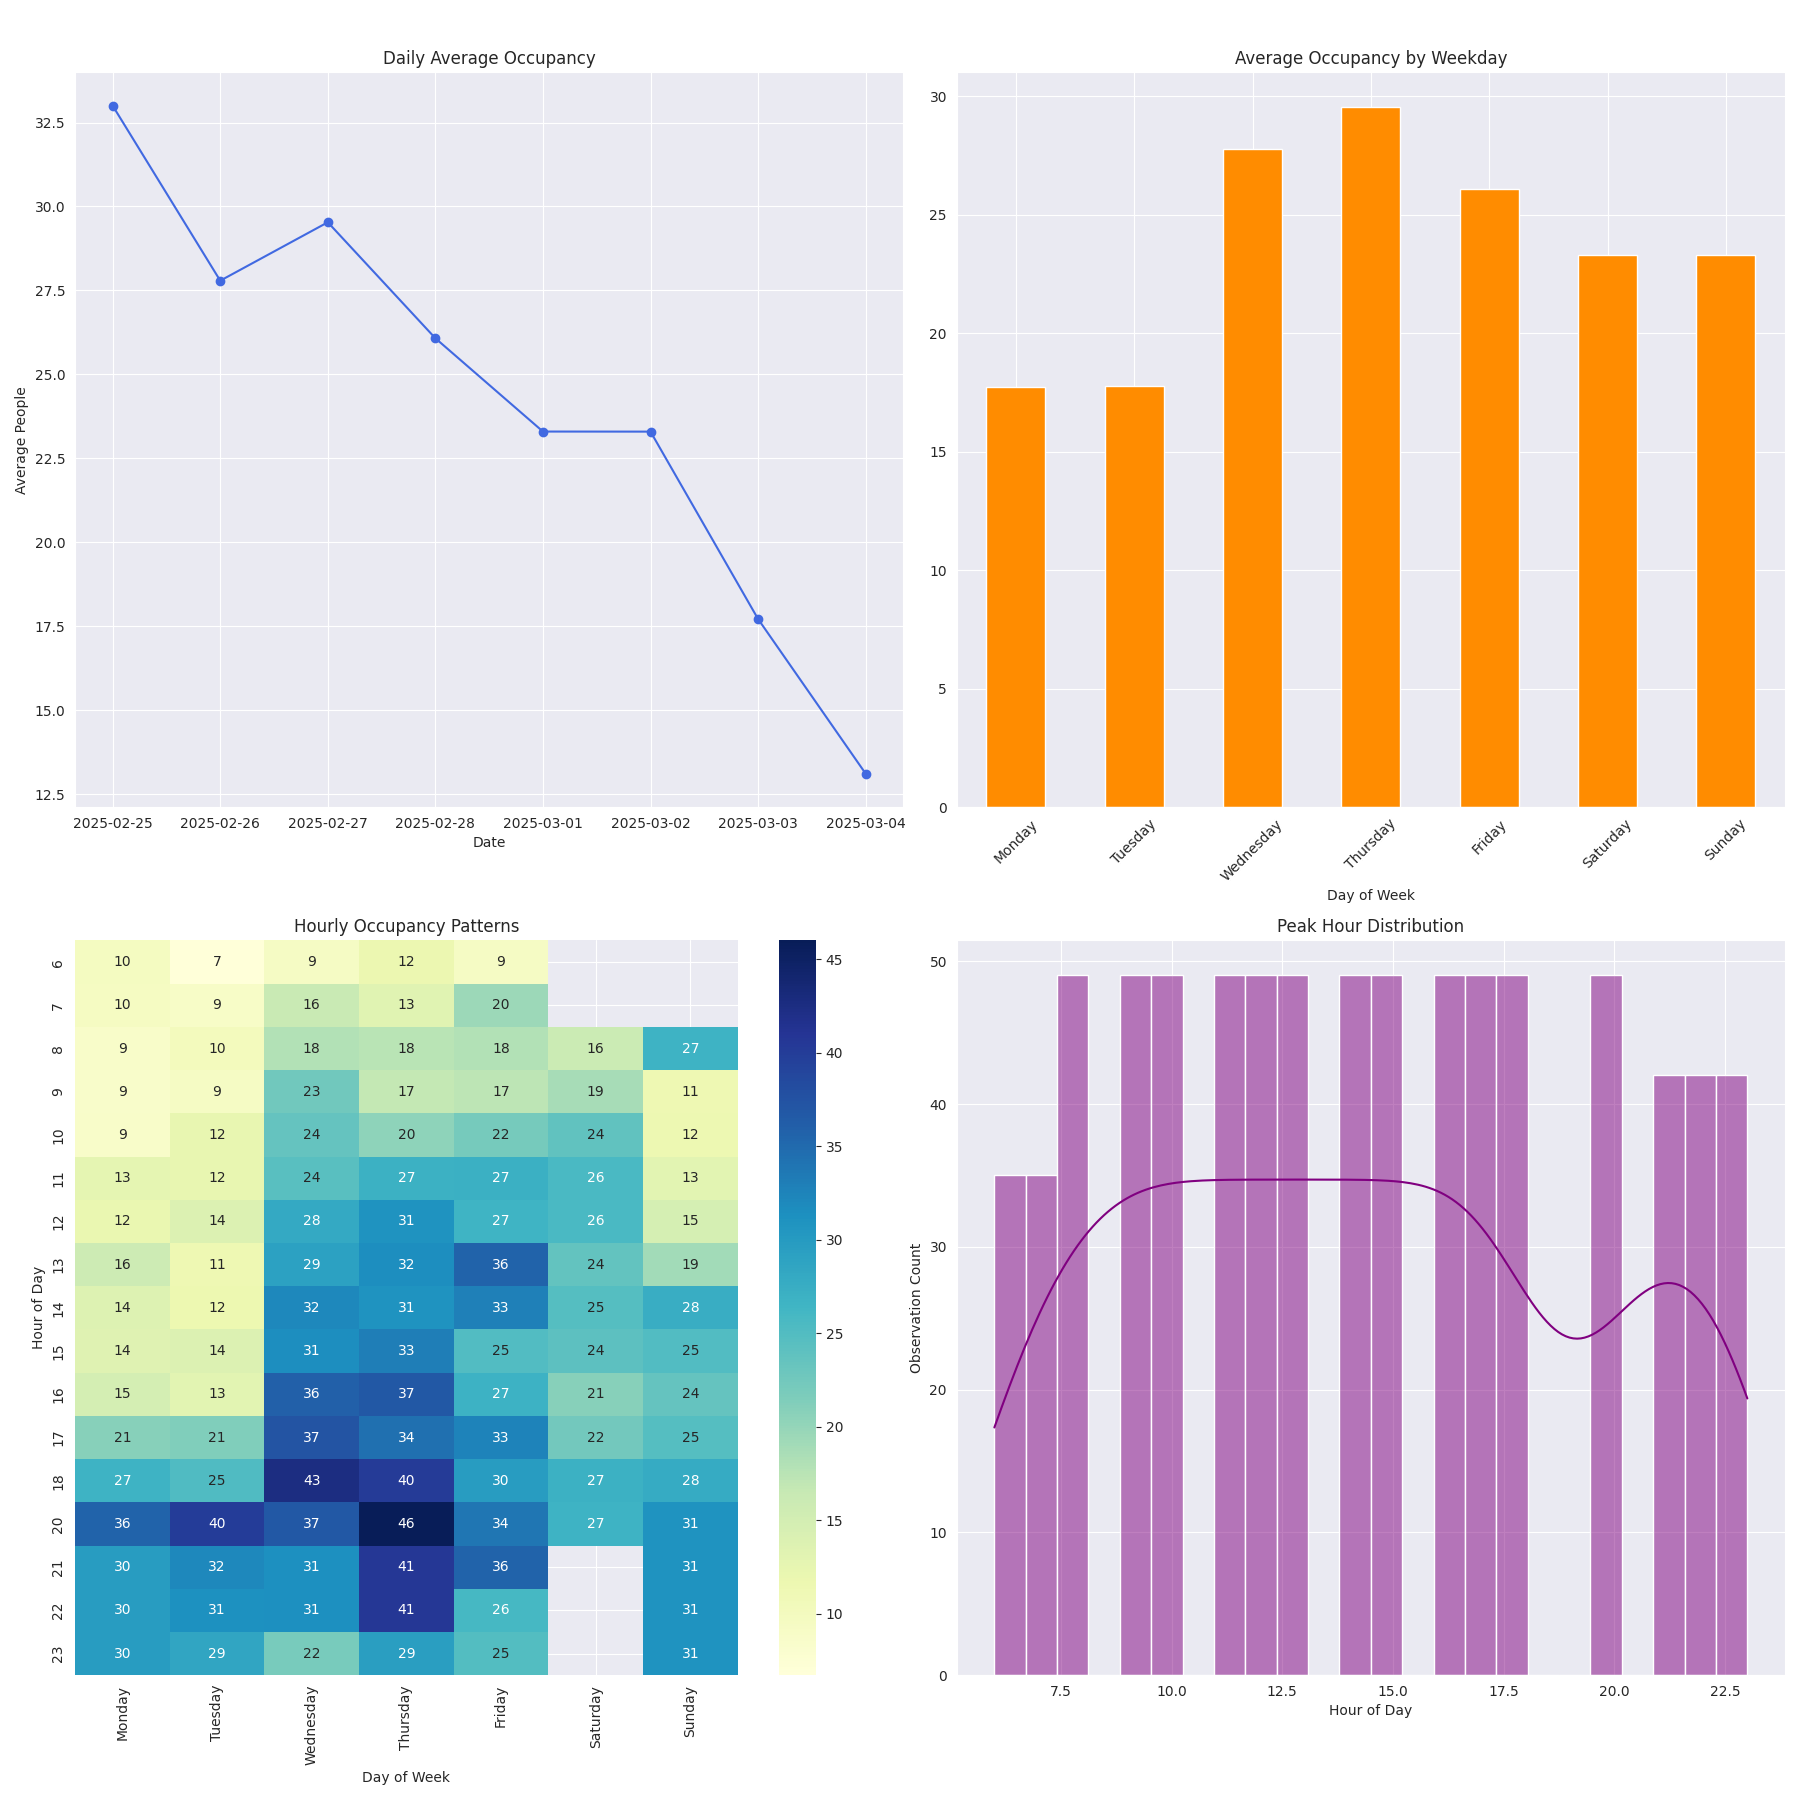 Daily Average Occupancy
32.5
30.0
27.5
25.0
22.5
20.0
17.5
15.0
12.5
Average People
2025-02-25 2025-02-26 2025-02-27 2025-02-28 2025-03-01 2025-03-02 2025-03-03 2025-03-04
Date
Average Occupancy by Weekday
30
25
20
15
10
5
0
Monday Tuesday Wednesday Thursday Friday Saturday Sunday
Day of Week
Hourly Occupancy Patterns
Hour of Day
6 10 7 9 12 9
7 10 9 16 13 20
8 9 10 18 18 18 16 27
9 9 9 23 17 17 19 11
10 9 12 24 20 22 24 12
11 13 12 24 27 27 26 13
12 12 14 28 31 27 26 15
13 16 11 29 32 36 24 19
14 14 12 32 31 33 25 28
15 14 14 31 33 25 24 25
16 15 13 36 37 27 21 24
17 21 21 37 34 33 22 25
18 27 25 43 40 30 27 28
20 36 40 37 46 34 27 31
21 30 32 31 41 36 31
22 30 31 31 41 26 31
23 30 29 22 29 25 31
Monday Tuesday Wednesday Thursday Friday Saturday Sunday
Day of Week
45
40
35
30
25
20
15
10
Peak Hour Distribution
50
40
30
20
10
0
Observation Count
7.5 10.0 12.5 15.0 17.5 20.0 22.5
Hour of Day